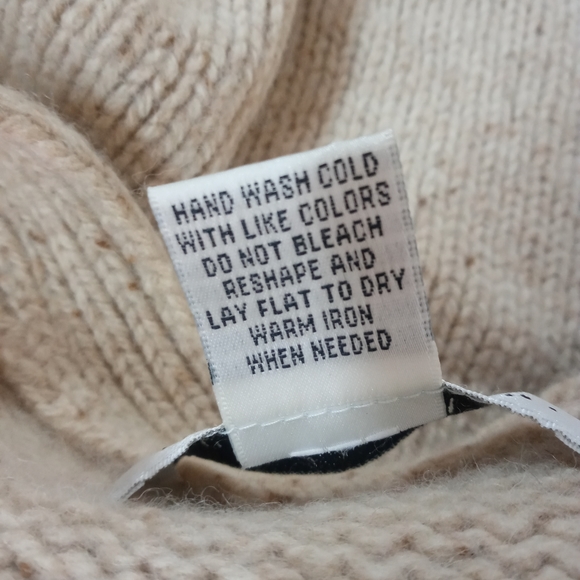 HAND WASH COLD
WITH LIKE COLORS
DO NOT BLEACH
RESHAPE AND
LAY FLAT TO DRY
WARM IRON
WHEN NEEDED